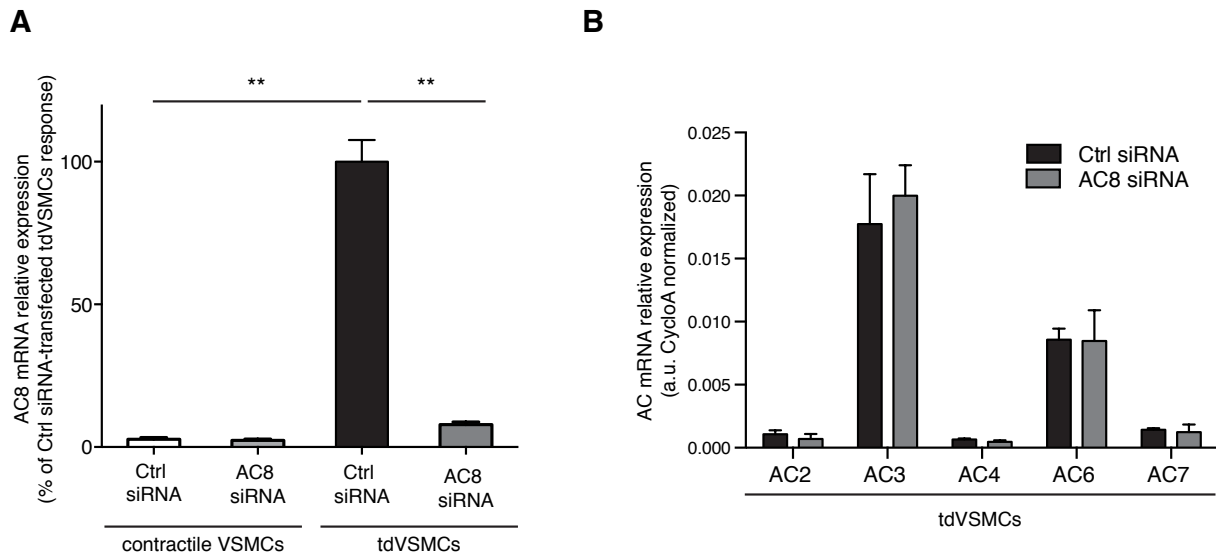 A
AC8 mRNA relative expression
(% of Ctrl siRNA-transfected tdVSMCs response)
**
**
100
50
0
Ctrl
siRNA
AC8
siRNA
Ctrl
siRNA
AC8
siRNA
contractile VSMCs
tdVSMCs
B
AC mRNA relative expression
(a.u. CycloA normalized)
0.025
0.020
0.015
0.010
0.005
0.000
Ctrl siRNA
AC8 siRNA
AC2
AC3
AC4
AC6
AC7
tdVSMCs